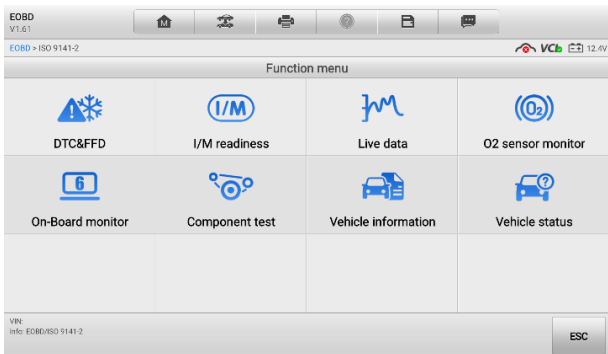 EOBD
V1.61
M
?
EOBD > ISO 9141-2
VCI 12.4V
Function menu
I/M
O2
DTC&FFD
I/M readiness
Live data
O2 sensor monitor
6
?
On-Board monitor
Component test
Vehicle information
Vehicle status
VIN:
Info: EOBD/ISO 9141-2
ESC